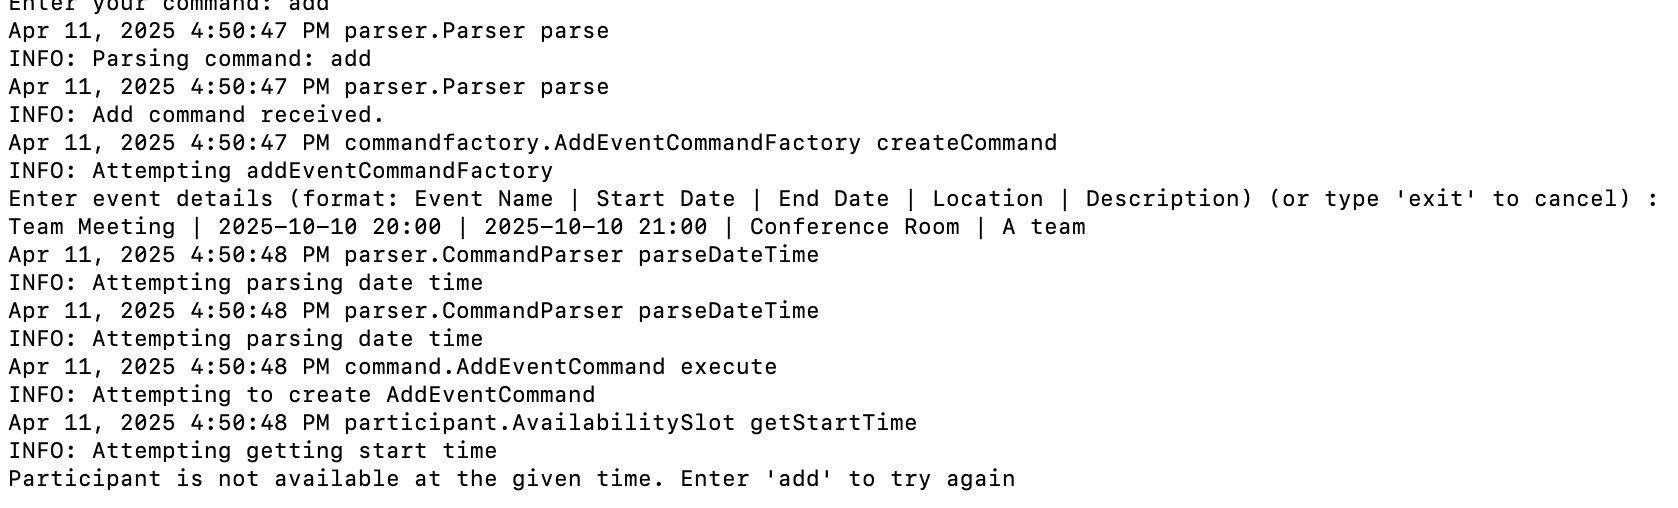 Enter your command: add
Apr 11, 2025 4:50:47 PM parser.Parser parse
INFO: Parsing command: add
Apr 11, 2025 4:50:47 PM parser.Parser parse
INFO: Add command received.
Apr 11, 2025 4:50:47 PM commandfactory.AddEventCommandFactory createCommand
INFO: Attempting addEventCommandFactory
Enter event details (format: Event Name | Start Date | End Date | Location | Description) (or type 'exit' to cancel) :
Team Meeting | 2025-10-10 20:00 | 2025-10-10 21:00 | Conference Room | A team
Apr 11, 2025 4:50:48 PM parser.CommandParser parseDateTime
INFO: Attempting parsing date time
Apr 11, 2025 4:50:48 PM parser.CommandParser parseDateTime
INFO: Attempting parsing date time
Apr 11, 2025 4:50:48 PM command.AddEventCommand execute
INFO: Attempting to create AddEventCommand
Apr 11, 2025 4:50:48 PM participant.AvailabilitySlot getStartTime
INFO: Attempting getting start time
Participant is not available at the given time. Enter 'add' to try again